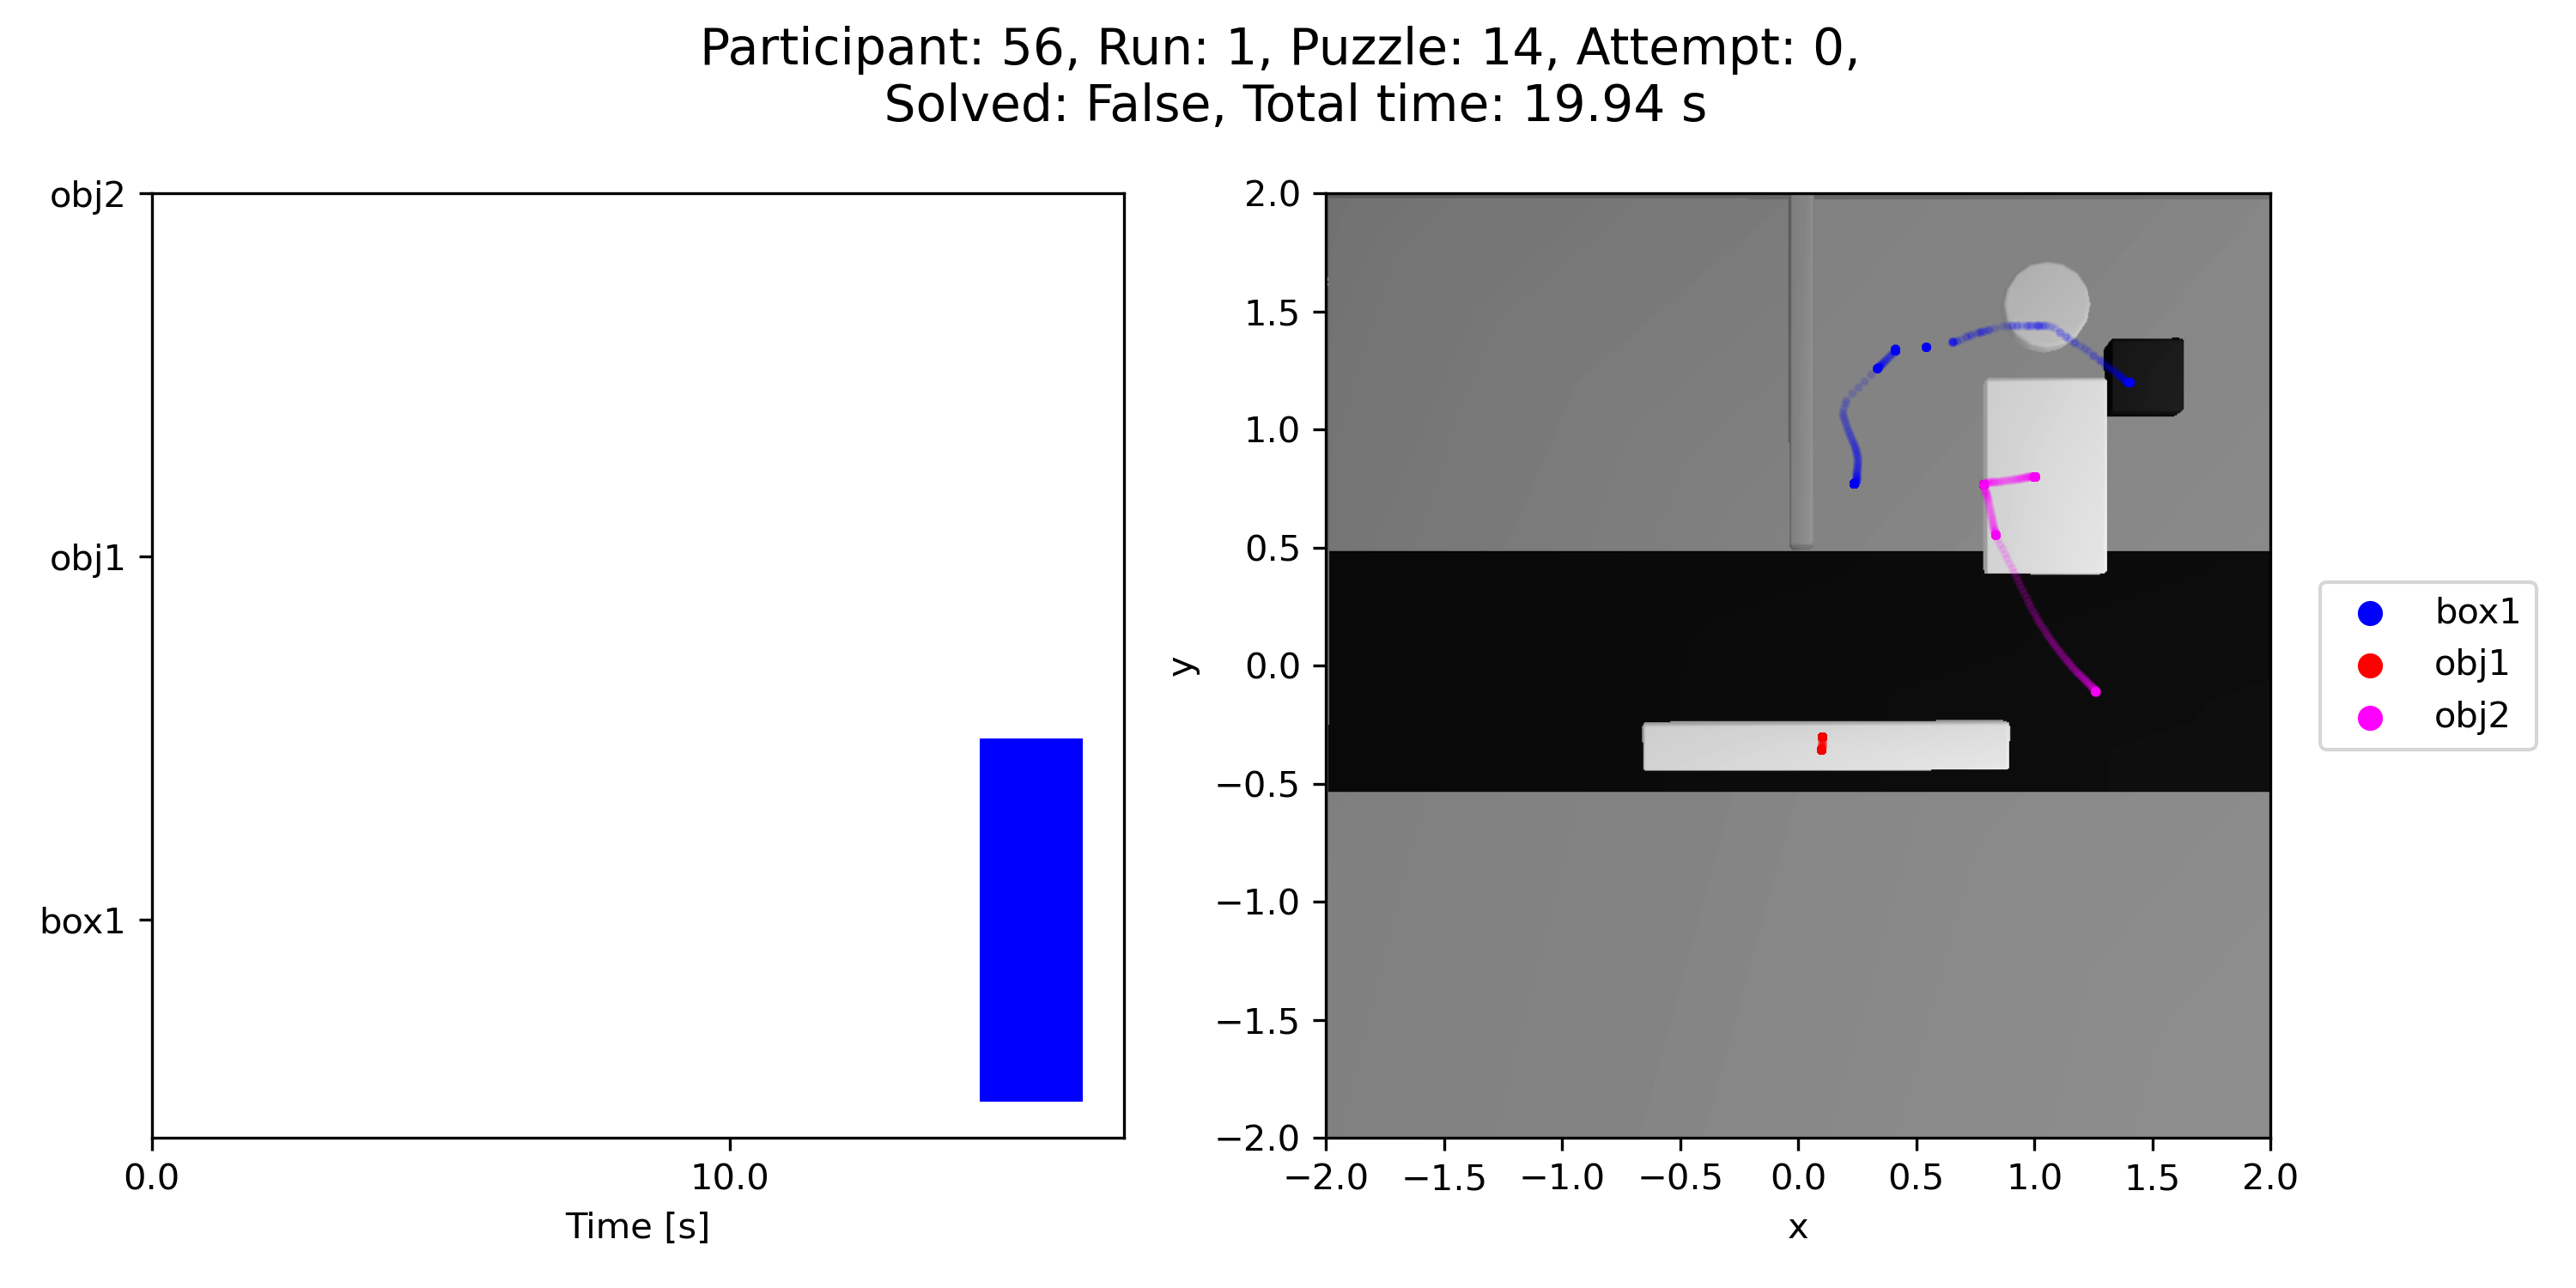 Participant: 56, Run: 1, Puzzle: 14, Attempt: 0,
Solved: False, Total time: 19.94 s
obj2
obj1
box1
0.0
10.0
Time [s]
2.0
1.5
1.0
0.5
0.0
−0.5
−1.0
−1.5
−2.0
y
−2.0
−1.5
−1.0
−0.5
0.0
0.5
1.0
1.5
2.0
x
box1
obj1
obj2